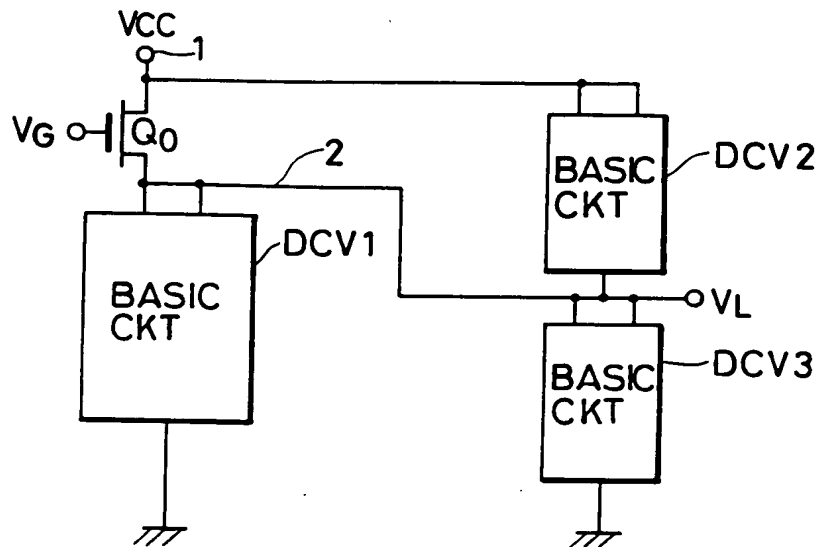 VCC
1
VG
Q0
2
DCV1
BASIC
CKT
BASIC
CKT
DCV2
VL
BASIC
CKT
DCV3